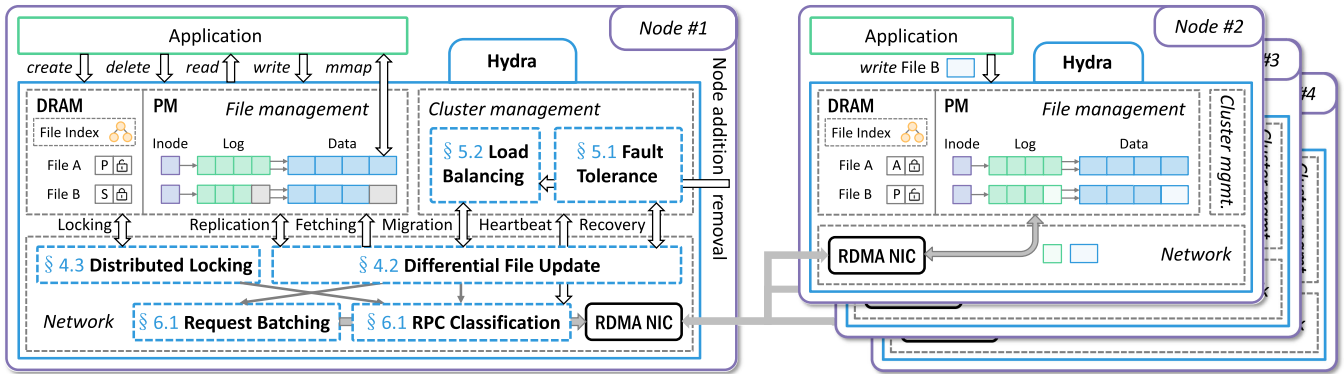 Application
Node #1
create
delete
read
write
mmap
Hydra
DRAM
PM
File management
File Index
Inode
Log
Data
File A
P
File B
S
Cluster management
§ 5.2 Load
Balancing
§ 5.1 Fault
Tolerance
Node addition / removal
Locking
Replication
Fetching
Migration
Heartbeat
Recovery
§ 4.3 Distributed Locking
§ 4.2 Differential File Update
Network
§ 6.1 Request Batching
§ 6.1 RPC Classification
RDMA NIC
Application
Node #2
write File B
Hydra
DRAM
PM
File management
File Index
Inode
Log
Data
File A
A
File B
P
Cluster mgmt.
RDMA NIC
Network
#3
Cluster mgmt
#4
Cluster mgmt